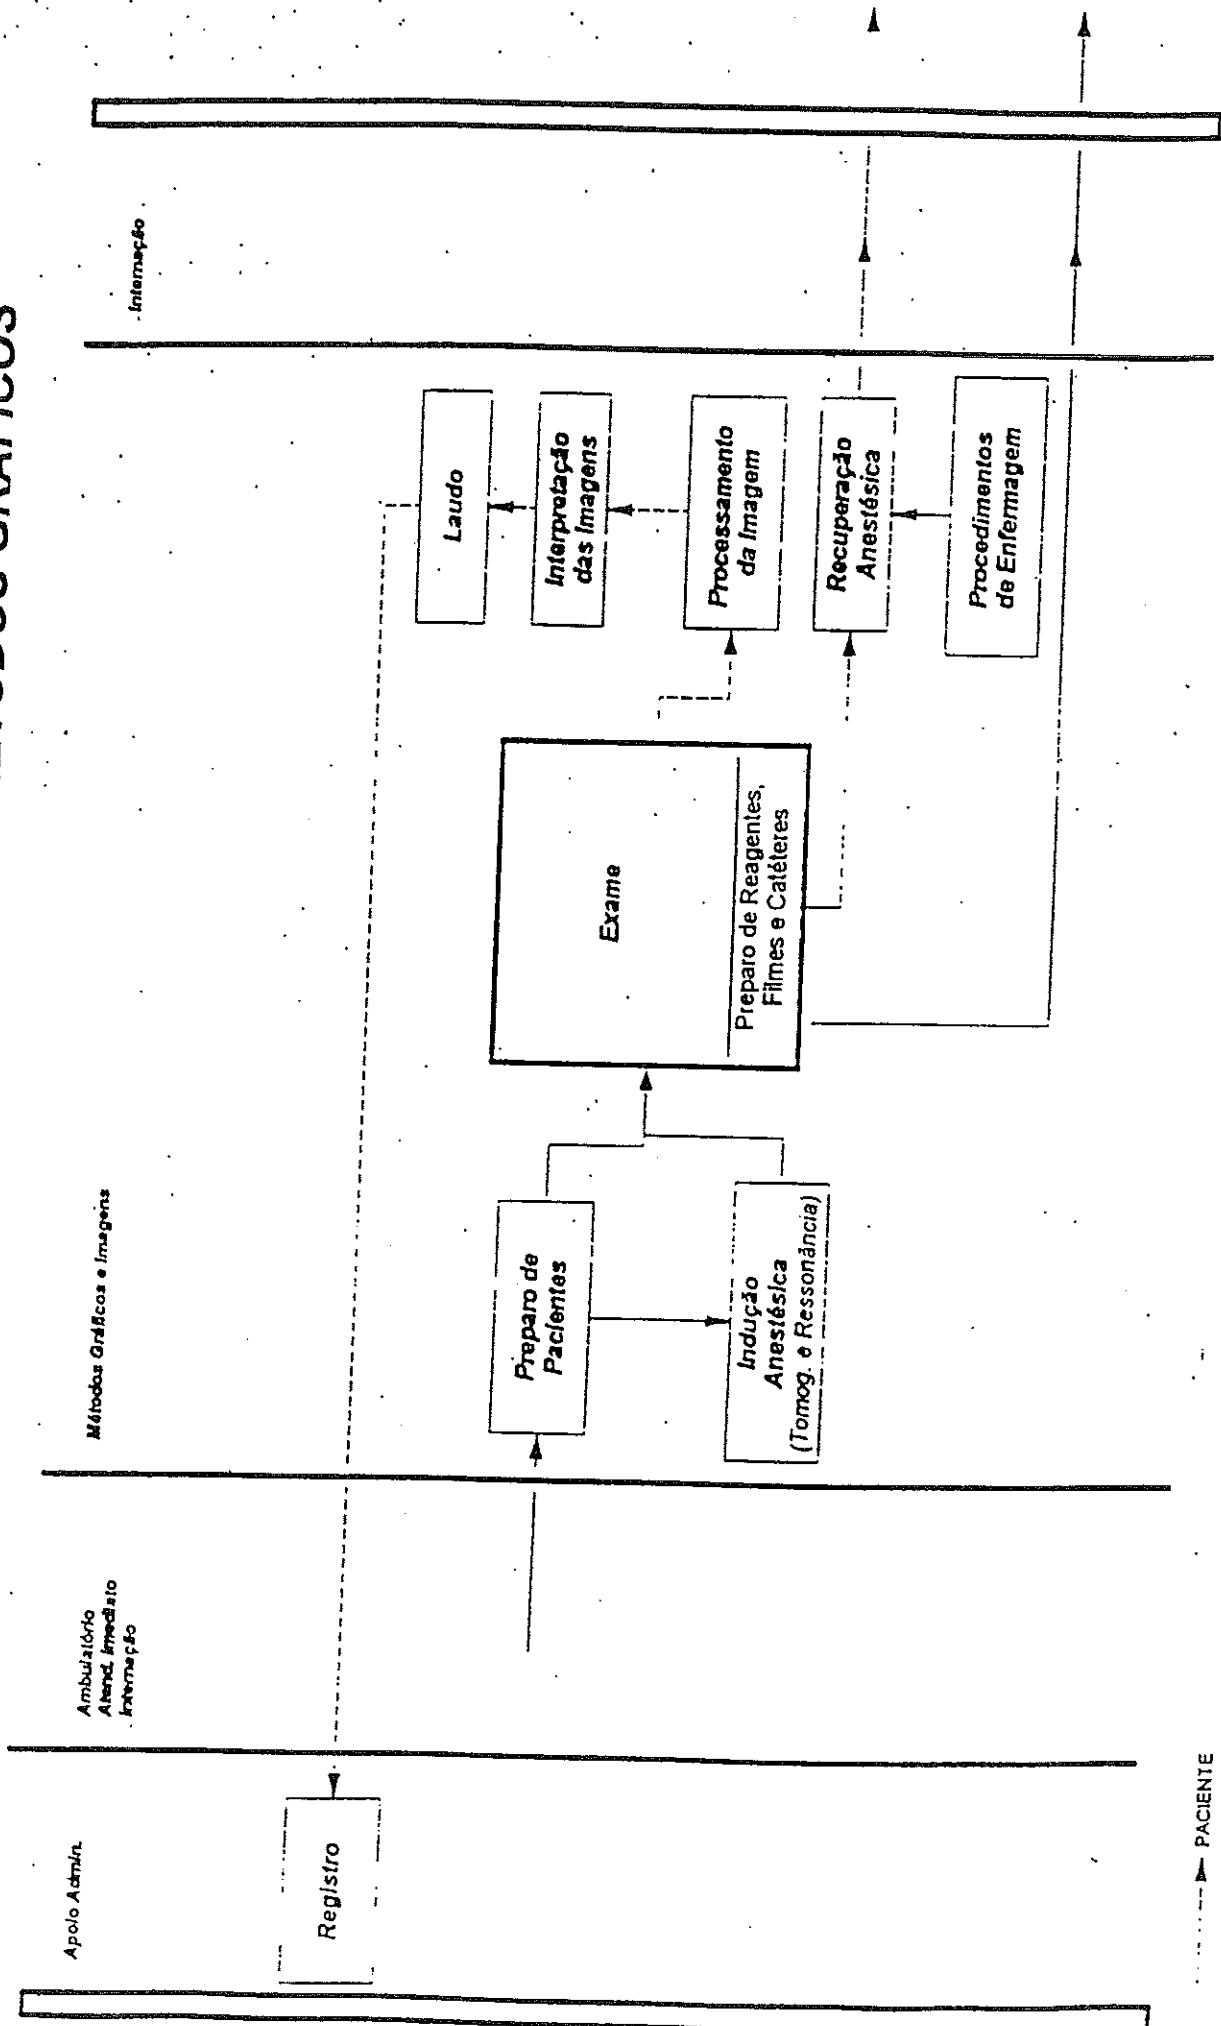 GRÁFICOS
Apoio Admin.
Ambulatório
Atend. Imediato
Internação
Métodos Gráficos e Imagens
Internação
Registro
Preparo de
Pacientes
Indução
Anestésica
(Tomog. e Ressonância)
Exame
Preparo de Reagentes,
Filmes e Catéteres
Laudo
Interpretação
das Imagens
Processamento
da Imagem
Recuperação
Anestésica
Procedimentos
de Enfermagem
PACIENTE